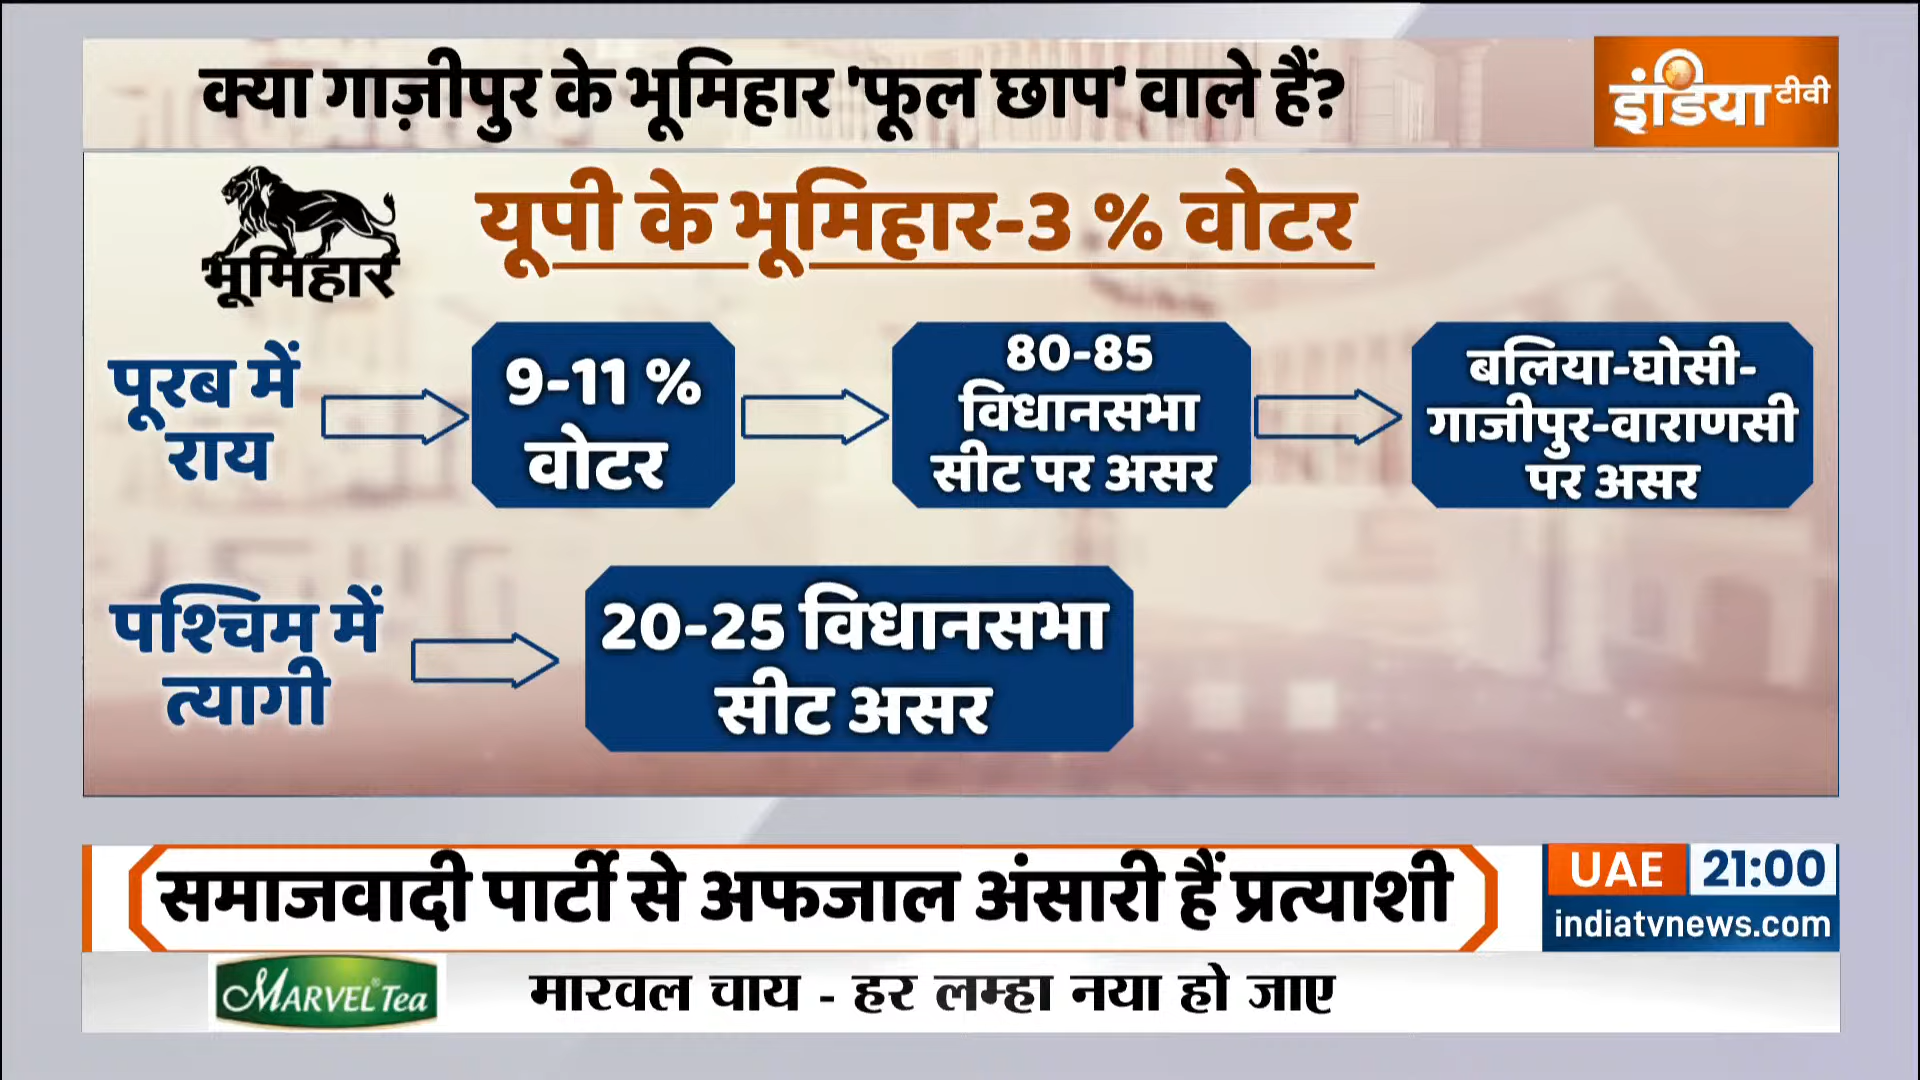 क्या गाज़ीपुर के भूमिहार 'फूल छाप' वाले हैं?
इंडिया टीवी
भूमिहार
यूपी के भूमिहार-3 % वोटर
पूरब में
राय
9-11 %
वोटर
80-85
विधानसभा
सीट पर असर
बलिया-घोसी-
गाजीपुर-वाराणसी
पर असर
पश्चिम में
त्यागी
20-25 विधानसभा
सीट असर
समाजवादी पार्टी से अफजाल अंसारी हैं प्रत्याशी
UAE 21:00
indiatvnews.com
MARVEL® Tea
मारवल चाय - हर लम्हा नया हो जाए